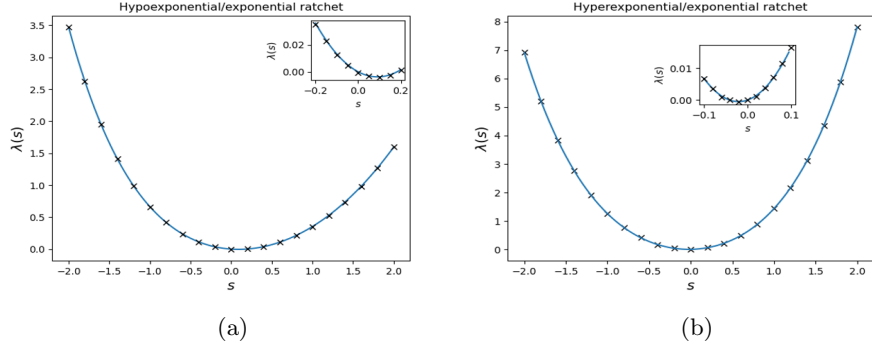 Hypoexponential/exponential ratchet
3.5
3.0
2.5
2.0
1.5
1.0
0.5
0.0
λ(s)
−2.0 −1.5 −1.0 −0.5 0.0 0.5 1.0 1.5 2.0
s
0.02
0.00
λ(s)
−0.2 0.0 0.2
s
(a)
Hyperexponential/exponential ratchet
8
7
6
5
4
3
2
1
0
λ(s)
−2.0 −1.5 −1.0 −0.5 0.0 0.5 1.0 1.5 2.0
s
0.01
0.00
λ(s)
−0.1 0.0 0.1
s
(b)